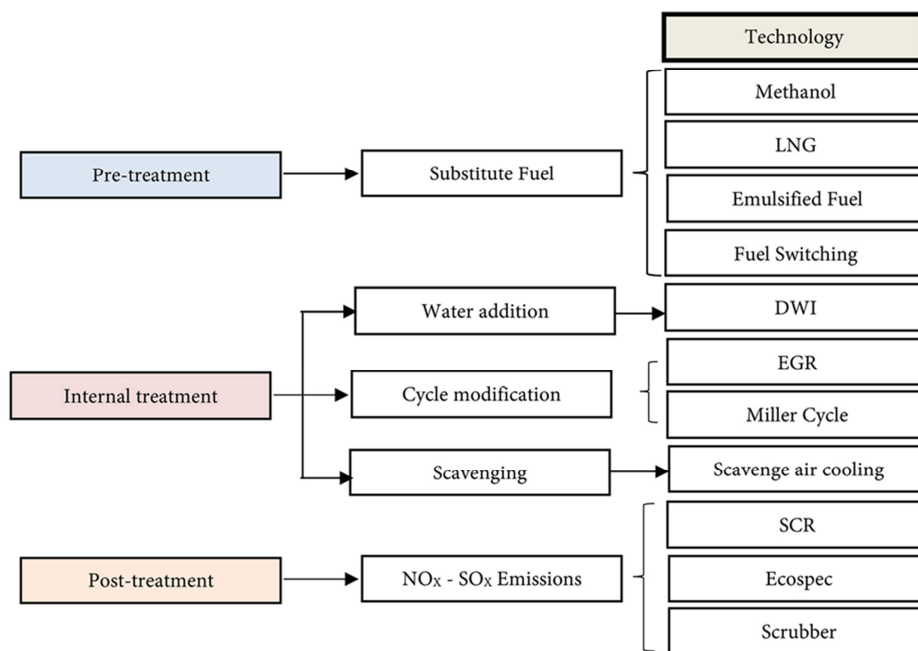 Technology
Methanol
LNG
Pre-treatment
Substitute Fuel
Emulsified Fuel
Fuel Switching
Water addition
DWI
EGR
Internal treatment
Cycle modification
Miller Cycle
Scavenging
Scavenge air cooling
SCR
Post-treatment
NOx - SOx Emissions
Ecospec
Scrubber